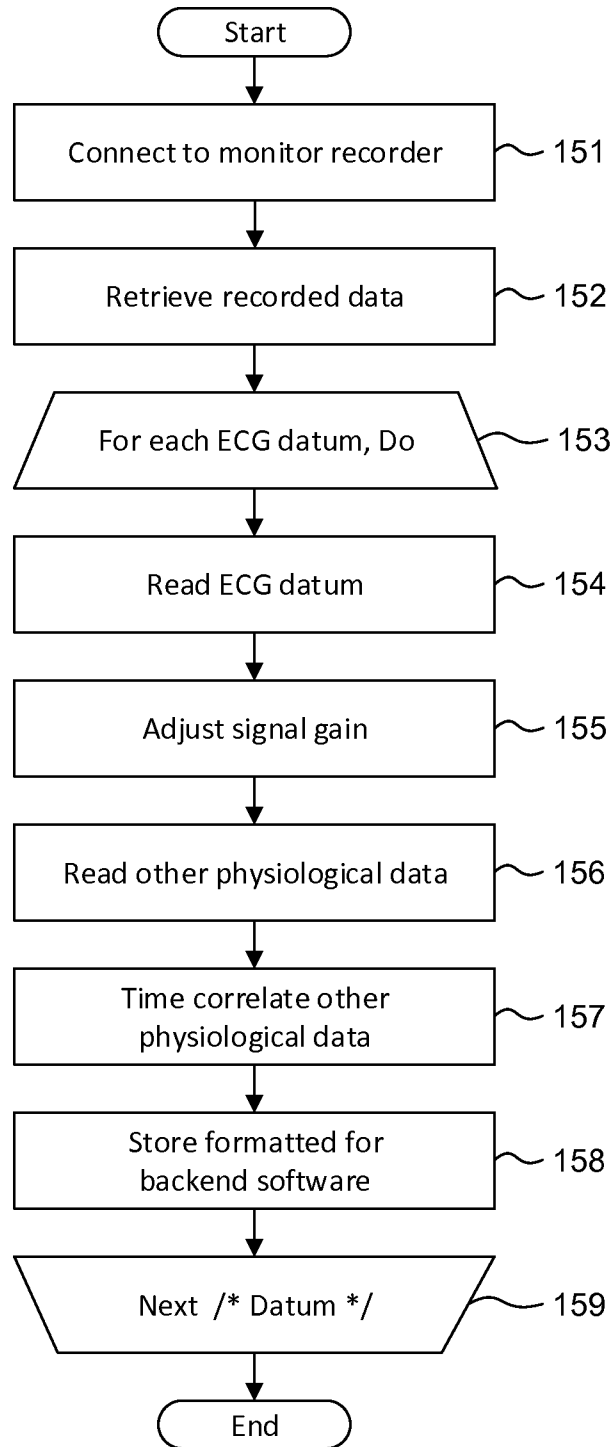 Start
Connect to monitor recorder
151
Retrieve recorded data
152
For each ECG datum, Do
153
Read ECG datum
154
Adjust signal gain
155
Read other physiological data
156
Time correlate other
physiological data
157
Store formatted for
backend software
158
Next /* Datum */
159
End